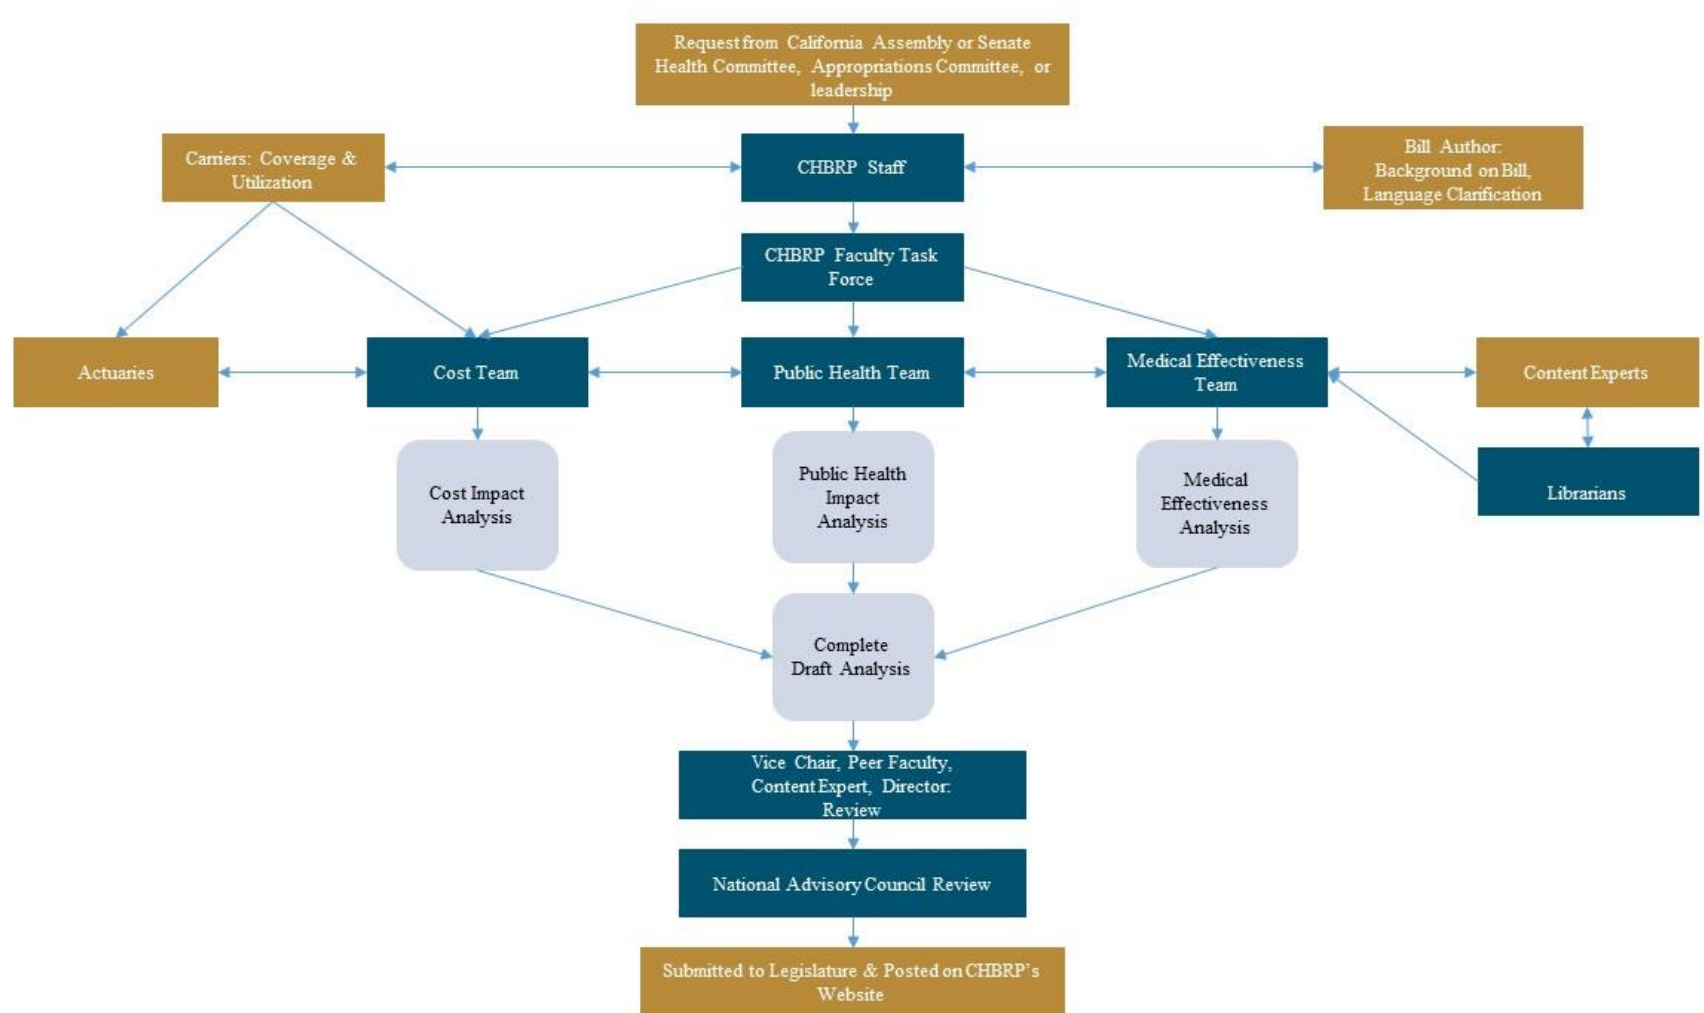 Request from California Assembly or Senate
Health Committee, Appropriations Committee, or
leadership
Carriers: Coverage &
Utilization
CHBRP Staff
Bill Author:
Background on Bill,
Language Clarification
CHBRP Faculty Task
Force
Actuaries
Cost Team
Public Health Team
Medical Effectiveness
Team
Content Experts
Cost Impact
Analysis
Public Health
Impact
Analysis
Medical
Effectiveness
Analysis
Librarians
Complete
Draft Analysis
Vice Chair, Peer Faculty,
Content Expert, Director:
Review
National Advisory Council Review
Submitted to Legislature & Posted on CHBRP's
Website